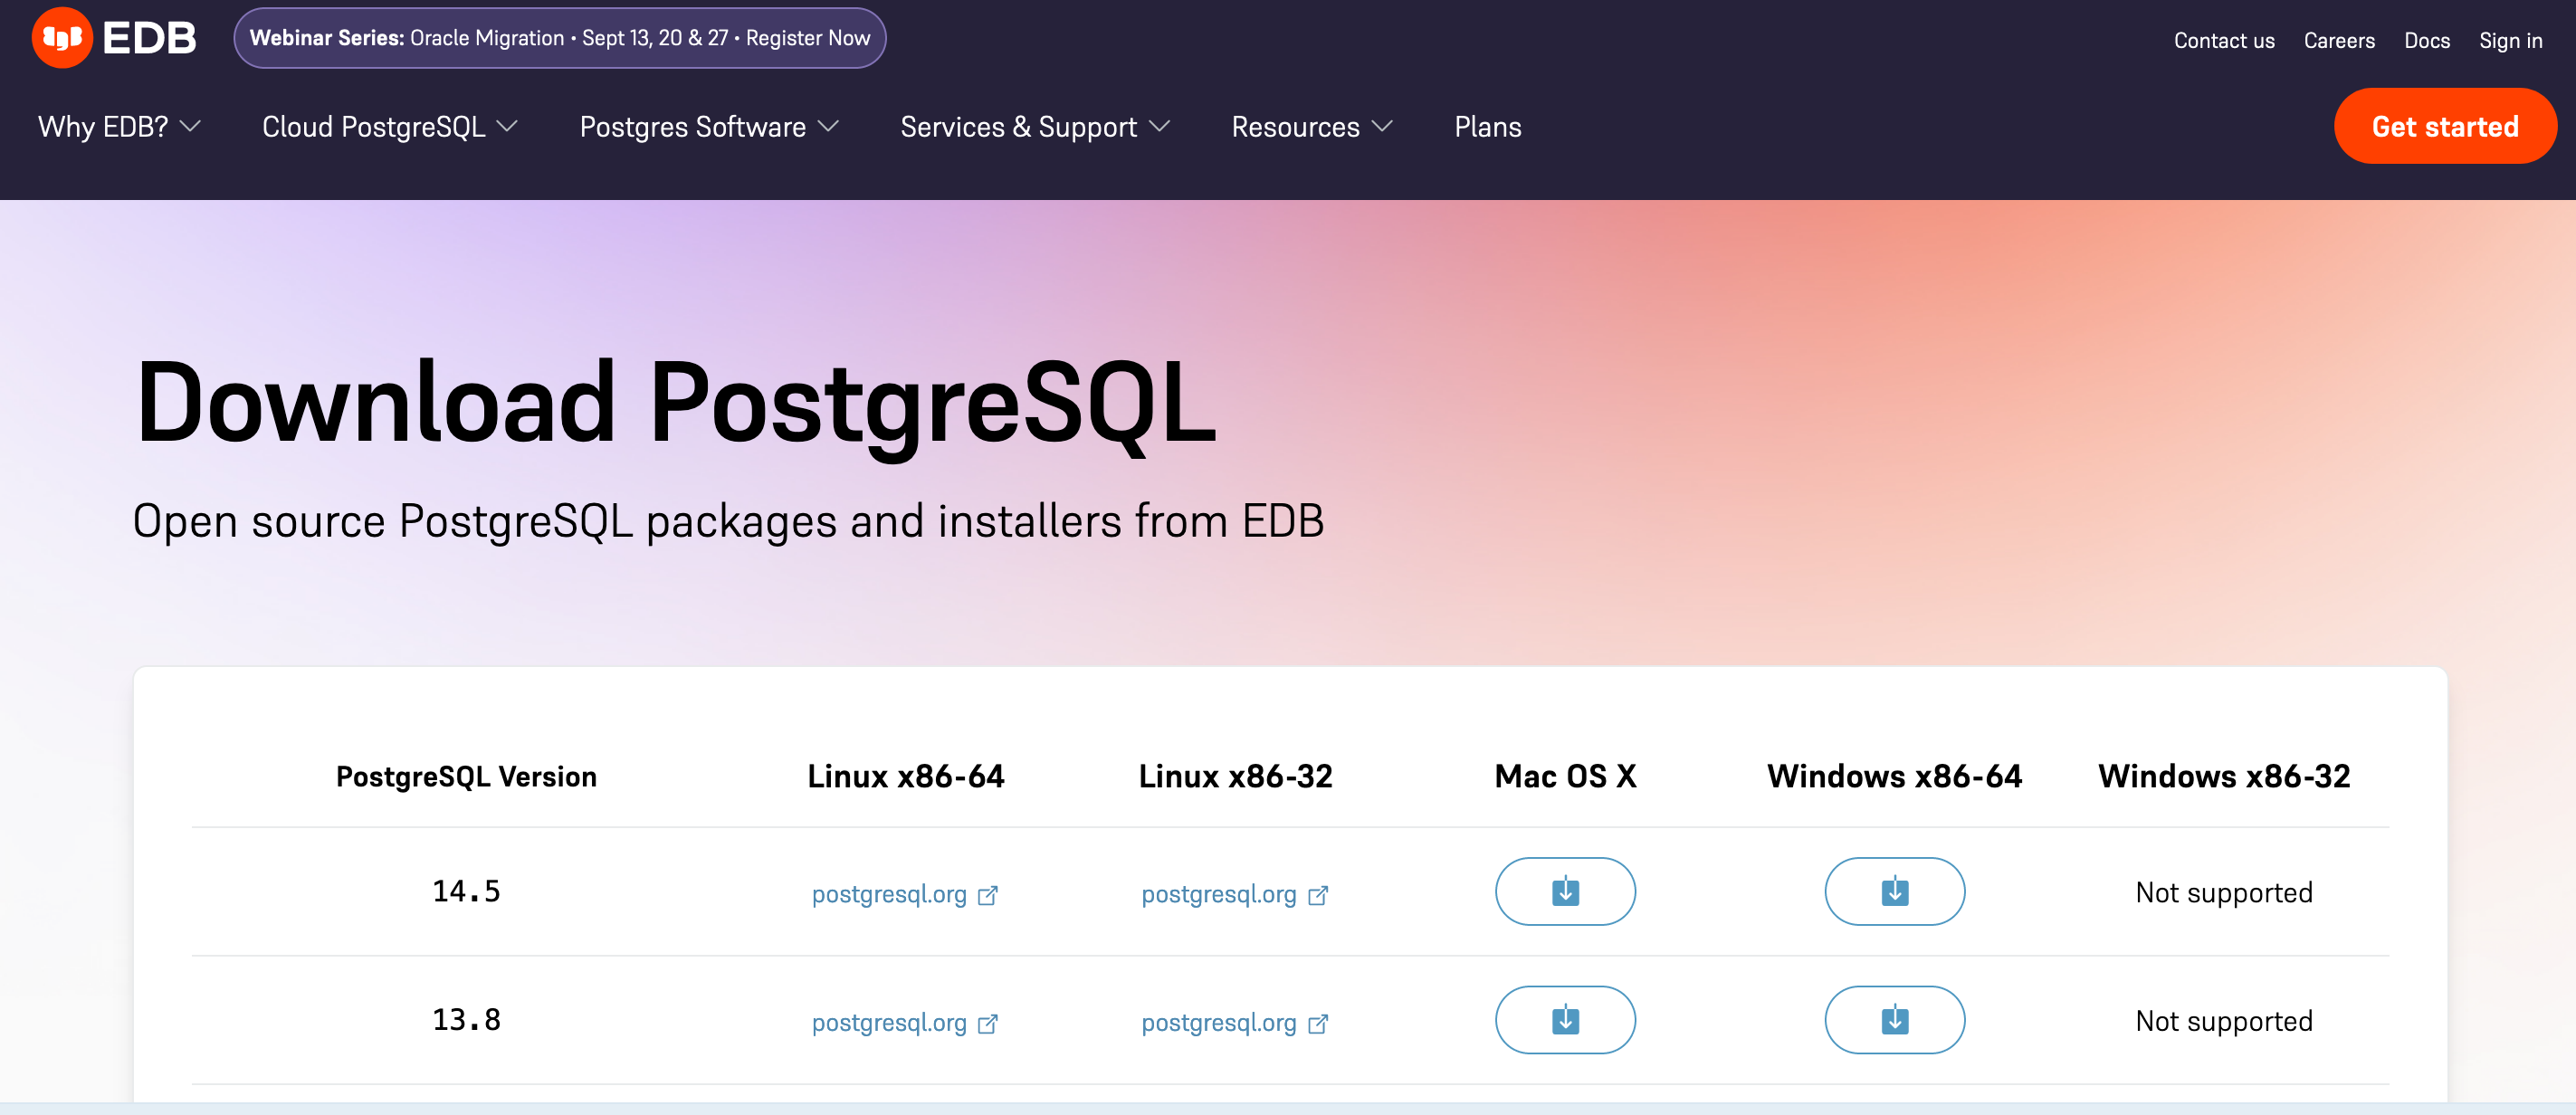 EDB
Webinar Series: Oracle Migration • Sept 13, 20 & 27 • Register Now
Contact us Careers Docs Sign in
Why EDB? Cloud PostgreSQL Postgres Software Services & Support Resources Plans Get started
Download PostgreSQL
Open source PostgreSQL packages and installers from EDB
PostgreSQL Version Linux x86-64 Linux x86-32 Mac OS X Windows x86-64 Windows x86-32
14.5 postgresql.org postgresql.org Not supported
13.8 postgresql.org postgresql.org Not supported